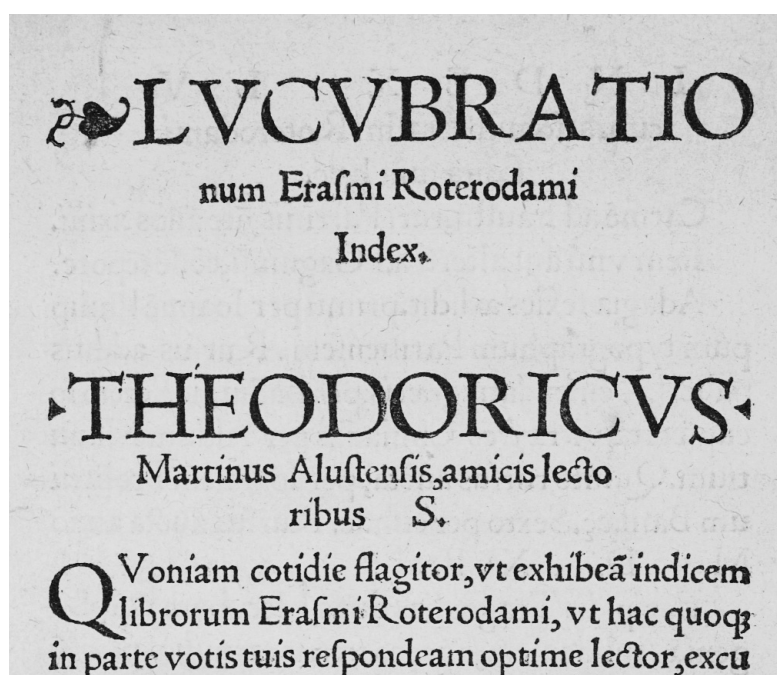 ❧LVCVBRATIO
num Eraſmi Roterodami
Index.
THEODORICVS
Martinus Aluſtenſis,amicis lecto
ribus S.
QVoniam cotidie flagitor,vt exhibeã indicem
librorum Eraſmi Roterodami, vt hac quoqꝫ
in parte votis tuis reſpondeam optime lector,excu